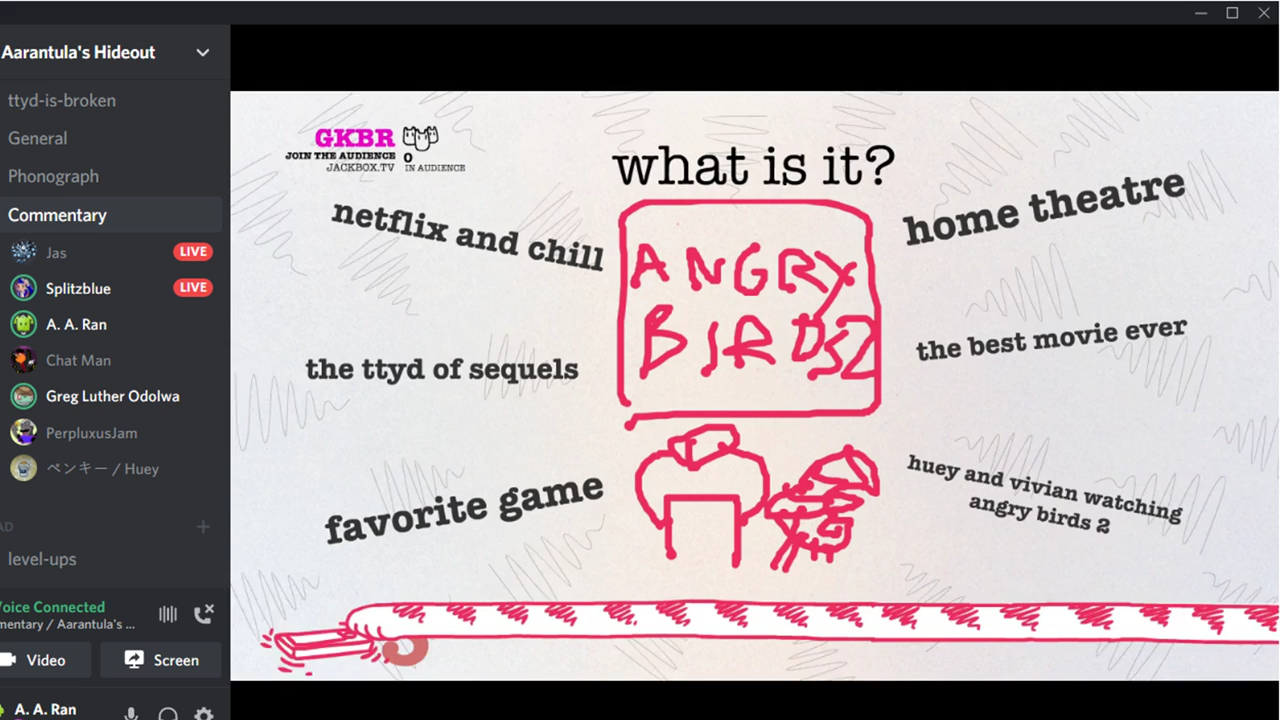 Aarantula's Hideout
ttyd-is-broken
General
Phonograph
Commentary
Jas
LIVE
Splitzblue
LIVE
A. A. Ran
Chat Man
Greg Luther Odolwa
PerpluxusJam
ペンキー / Huey
AD
level-ups
Voice Connected
mentary / Aarantula's ...
Video
Screen
A. A. Ran
GKBR
JOIN THE AUDIENCE
JACKBOX.TV
0
IN AUDIENCE
what is it?
netflix and chill
home theatre
ANGRY
BIRDS2
the ttyd of sequels
the best movie ever
favorite game
huey and vivian watching
angry birds 2